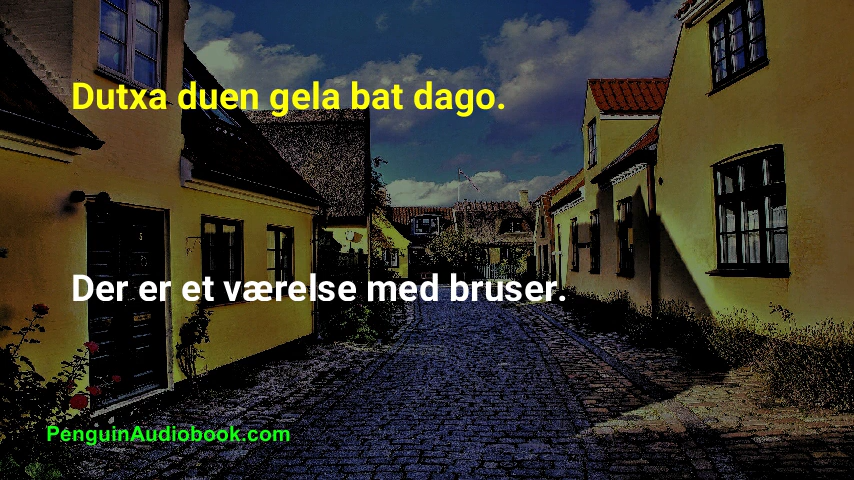 Dutxa duen gela bat dago.
Der er et værelse med bruser.
PenguinAudiobook.com